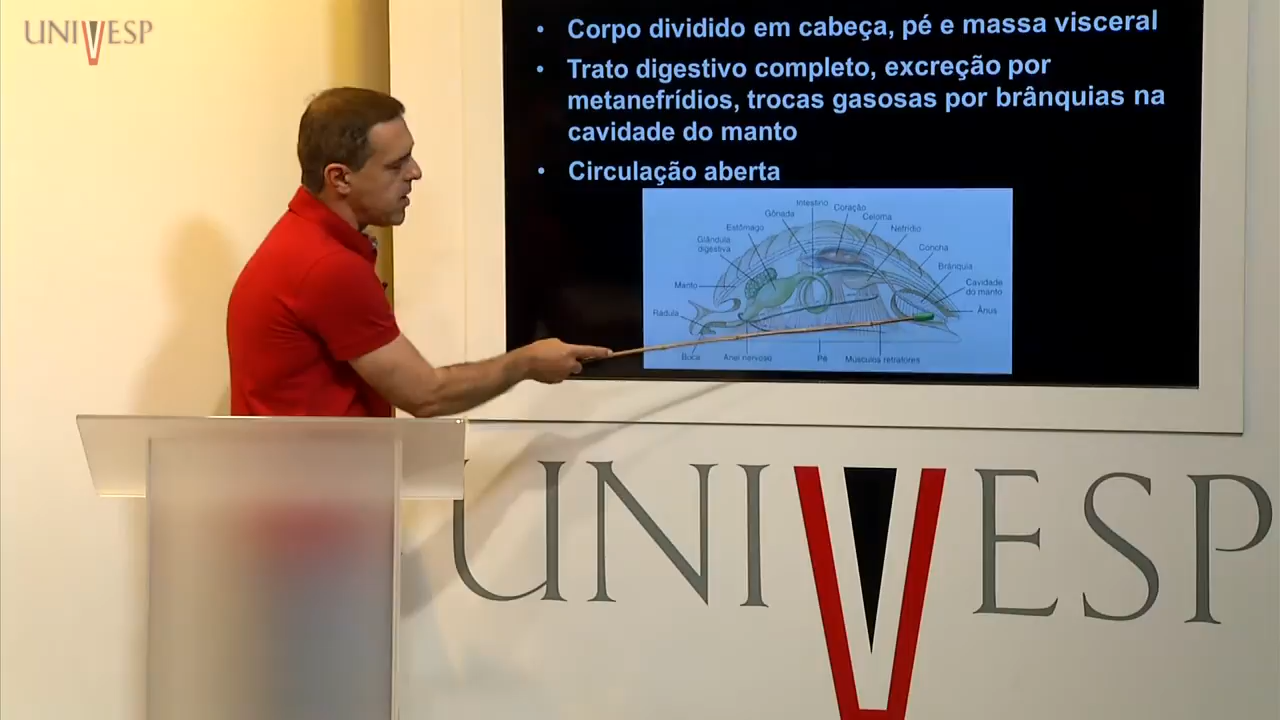 UNIVESP
• Corpo dividido em cabeça, pé e massa visceral
• Trato digestivo completo, excreção por
metanefrídios, trocas gasosas por brânquias na
cavidade do manto
• Circulação aberta
Intestino
Coração
Gônada
Celoma
Estômago
Nefrídio
Glândula
digestiva
Concha
Brânquia
Manto
Cavidade
do manto
Rádula
Ânus
Boca
Anel nervoso
Pé
Músculos retratores
UNIVESP